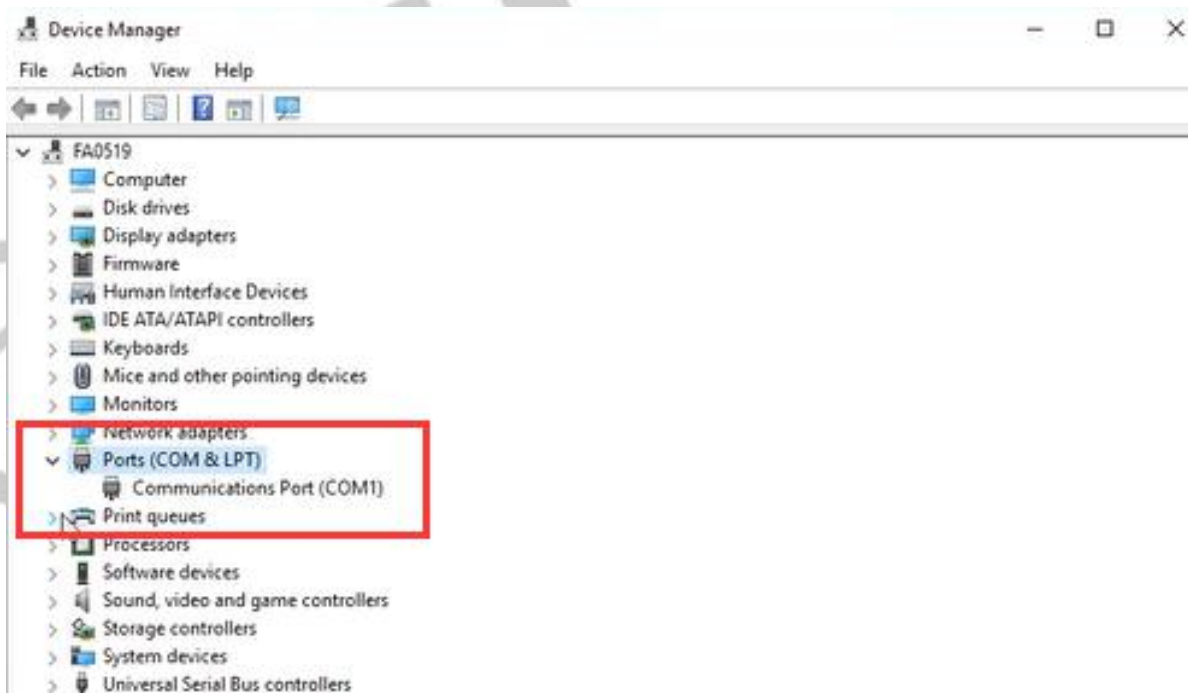 Device Manager
File Action View Help
FA0519
Computer
Disk drives
Display adapters
Firmware
Human Interface Devices
IDE ATA/ATAPI controllers
Keyboards
Mice and other pointing devices
Monitors
Network adapters
Ports (COM & LPT)
Communications Port (COM1)
Print queues
Processors
Software devices
Sound, video and game controllers
Storage controllers
System devices
Universal Serial Bus controllers